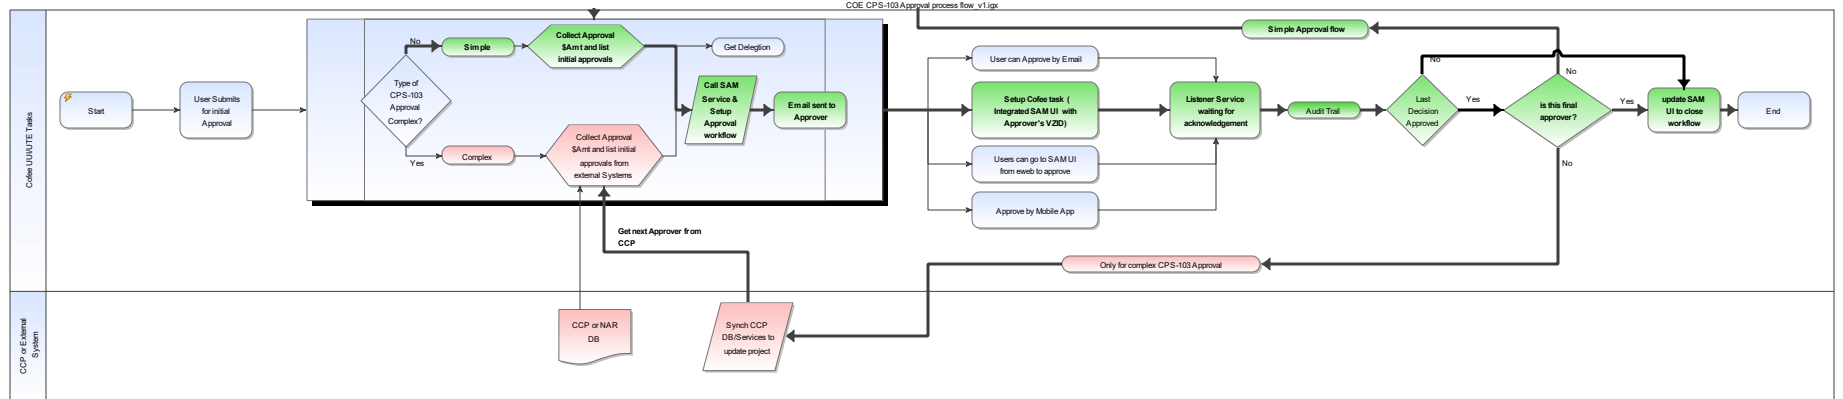 COE CPS-103 Approval process flow_v1.igx
Cofee UUI/UTE Tasks
Start
User Submits
for initial
Approval
Type of
CPS-103
Approval
Complex?
No
Simple
Yes
Complex
Collect Approval
$Amt and list
initial approvals
Get Delegtion
Call SAM
Service &
Setup
Approval
workflow
Email sent to
Approver
Collect Approval
$Amt and list initial
approvals from
external Systems
Get next Approver from
CCP
User can Approve by Email
Setup Cofee task (
Integrated SAM UI with
Approver's VZID)
Users can go to SAM UI
from eweb to approve
Approve by Mobile App
Listener Service
waiting for
acknowledgement
Audit Trail
Last
Decision
Approved
No
Yes
is this final
approver?
No
Yes
No
Simple Approval flow
update SAM
UI to close
workflow
End
Only for complex CPS-103 Approval
CCP or External
System
CCP or NAR
DB
Synch CCP
DB/Services to
update project